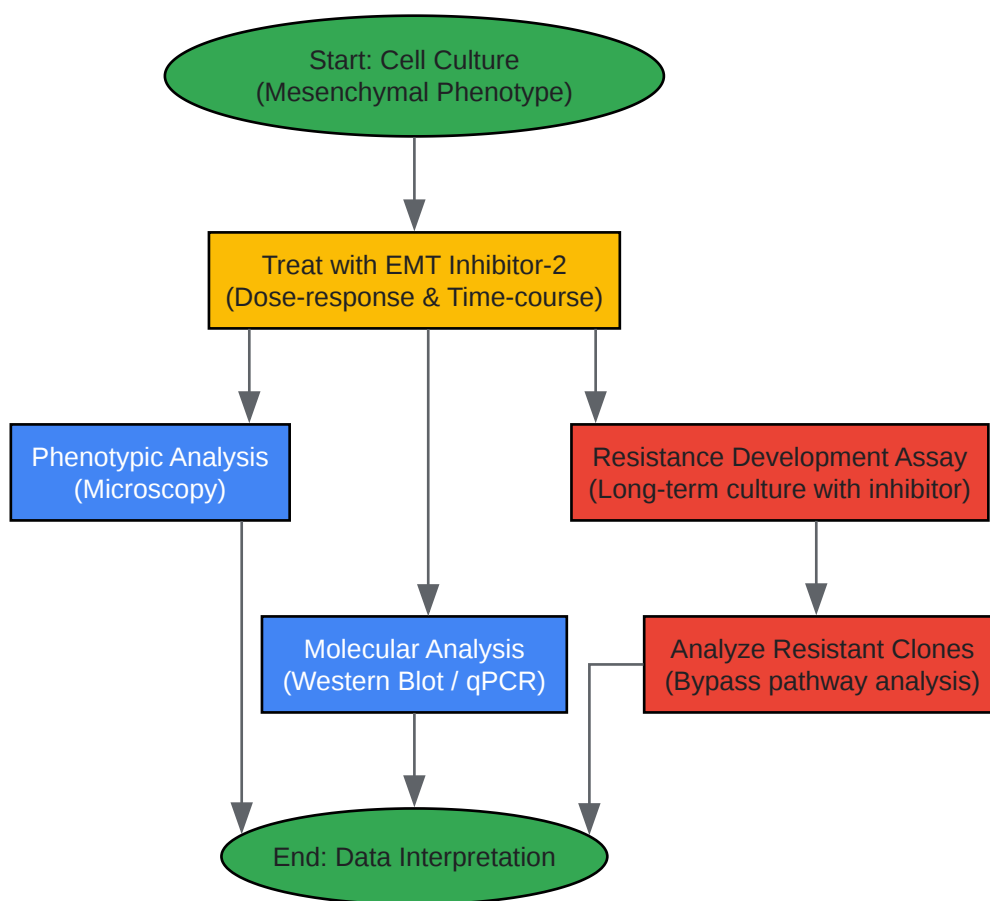 Start: Cell Culture
(Mesenchymal Phenotype)
Treat with EMT Inhibitor-2
(Dose-response & Time-course)
Phenotypic Analysis
(Microscopy)
Resistance Development Assay
(Long-term culture with inhibitor)
Molecular Analysis
(Western Blot / qPCR)
Analyze Resistant Clones
(Bypass pathway analysis)
End: Data Interpretation